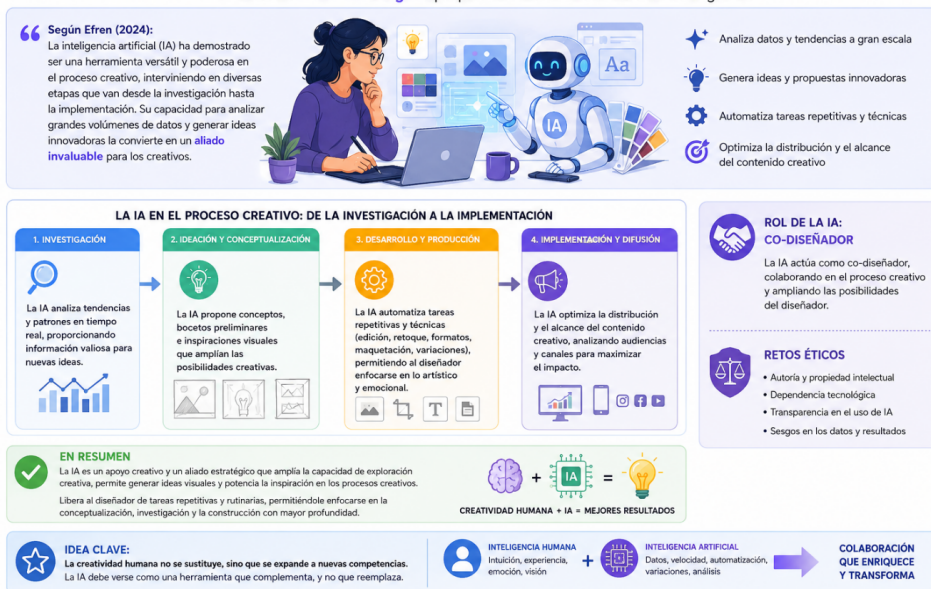 Según Efren (2024):
La inteligencia artificial (IA) ha demostrado
ser una herramienta versátil y poderosa en
el proceso creativo, interviniendo en diversas
etapas que van desde la investigación hasta
la implementación. Su capacidad para analizar
grandes volúmenes de datos y generar ideas
innovadoras la convierte en un aliado
invaluable para los creativos.
Aa
IA
Analiza datos y tendencias a gran escala
Genera ideas y propuestas innovadoras
Automatiza tareas repetitivas y técnicas
Optimiza la distribución y el alcance
del contenido creativo
LA IA EN EL PROCESO CREATIVO: DE LA INVESTIGACIÓN A LA IMPLEMENTACIÓN
1. INVESTIGACIÓN
La IA analiza tendencias
y patrones en tiempo
real, proporcionando
información valiosa para
nuevas ideas.
2. IDEACIÓN Y CONCEPTUALIZACIÓN
La IA propone conceptos,
bocetos preliminares
e inspiraciones visuales
que amplían las
posibilidades creativas.
3. DESARROLLO Y PRODUCCIÓN
La IA automatiza tareas
repetitivas y técnicas
(edición, retoque, formatos,
maquetación, variaciones),
permitiendo al diseñador
enfocarse en lo artístico
y emocional.
T
4. IMPLEMENTACIÓN Y DIFUSIÓN
La IA optimiza la distribución
y el alcance del contenido
creativo, analizando audiencias
y canales para maximizar
el impacto.
ROL DE LA IA:
CO-DISEÑADOR
La IA actúa como co-diseñador,
colaborando en el proceso creativo
y ampliando las posibilidades
del diseñador.
RETOS ÉTICOS
• Autoría y propiedad intelectual
• Dependencia tecnológica
• Transparencia en el uso de IA
• Sesgos en los datos y resultados
EN RESUMEN
La IA es un apoyo creativo y un aliado estratégico que amplía la capacidad de exploración
creativa, permite generar ideas visuales y potencia la inspiración en los procesos creativos.
Libera al diseñador de tareas repetitivas y rutinarias, permitiéndole enfocarse en la
conceptualización, investigación y la construcción con mayor profundidad.
+ IA =
CREATIVIDAD HUMANA + IA = MEJORES RESULTADOS
IDEA CLAVE:
La creatividad humana no se sustituye, sino que se expande a nuevas competencias.
La IA debe verse como una herramienta que complementa, y no que reemplaza.
INTELIGENCIA HUMANA
Intuición, experiencia,
emoción, visión
+
INTELIGENCIA ARTIFICIAL
Datos, velocidad, automatización,
variaciones, análisis
COLABORACIÓN
QUE ENRIQUECE
Y TRANSFORMA